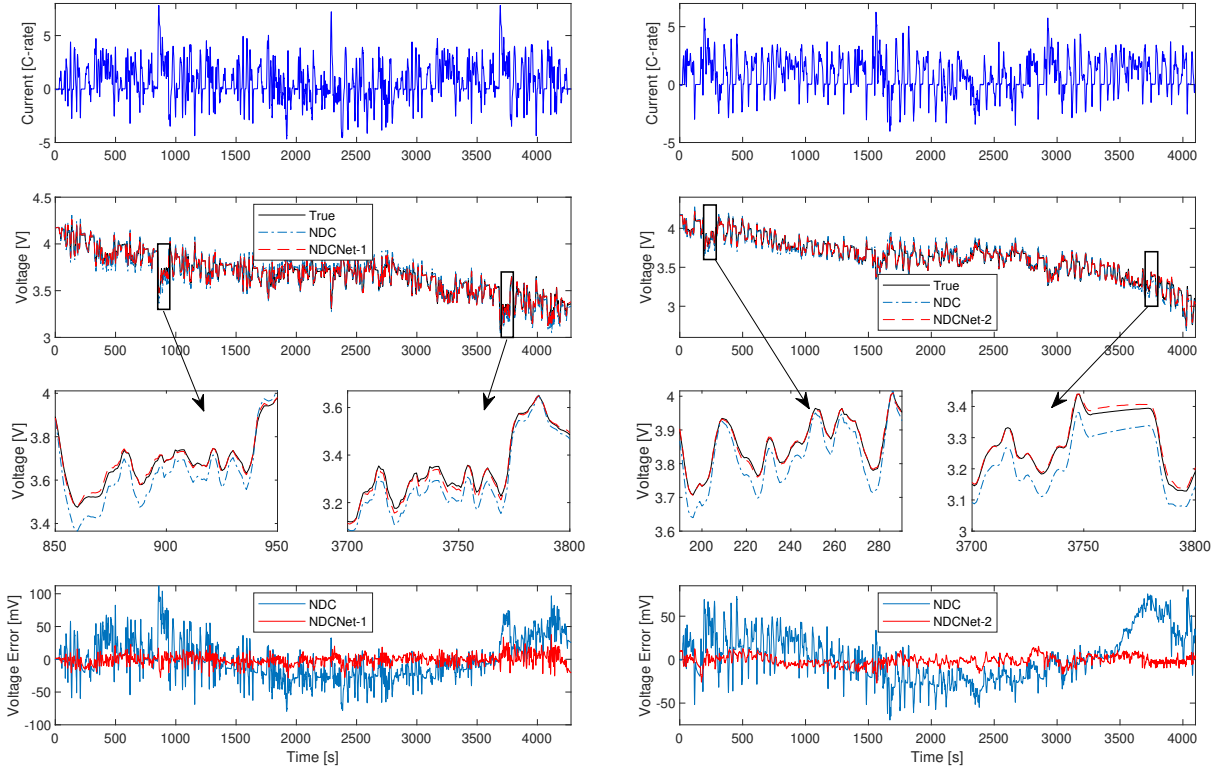 Current [C-rate]
5
0
-5
0 500 1000 1500 2000 2500 3000 3500 4000
Current [C-rate]
5
0
-5
0 500 1000 1500 2000 2500 3000 3500 4000
Voltage [V]
4.5
4
3.5
3
True
NDC
NDCNet-1
0 500 1000 1500 2000 2500 3000 3500 4000
Voltage [V]
4
3.5
3
True
NDC
NDCNet-2
0 500 1000 1500 2000 2500 3000 3500 4000
Voltage [V]
4
3.8
3.6
3.4
850 900 950
3.6
3.4
3.2
3700 3750 3800
Voltage [V]
4
3.9
3.8
3.7
3.6
200 220 240 260 280
3.4
3.3
3.2
3.1
3
3700 3750 3800
Voltage Error [mV]
100
50
0
-50
-100
NDC
NDCNet-1
0 500 1000 1500 2000 2500 3000 3500 4000
Time [s]
Voltage Error [mV]
50
0
-50
NDC
NDCNet-2
0 500 1000 1500 2000 2500 3000 3500 4000
Time [s]